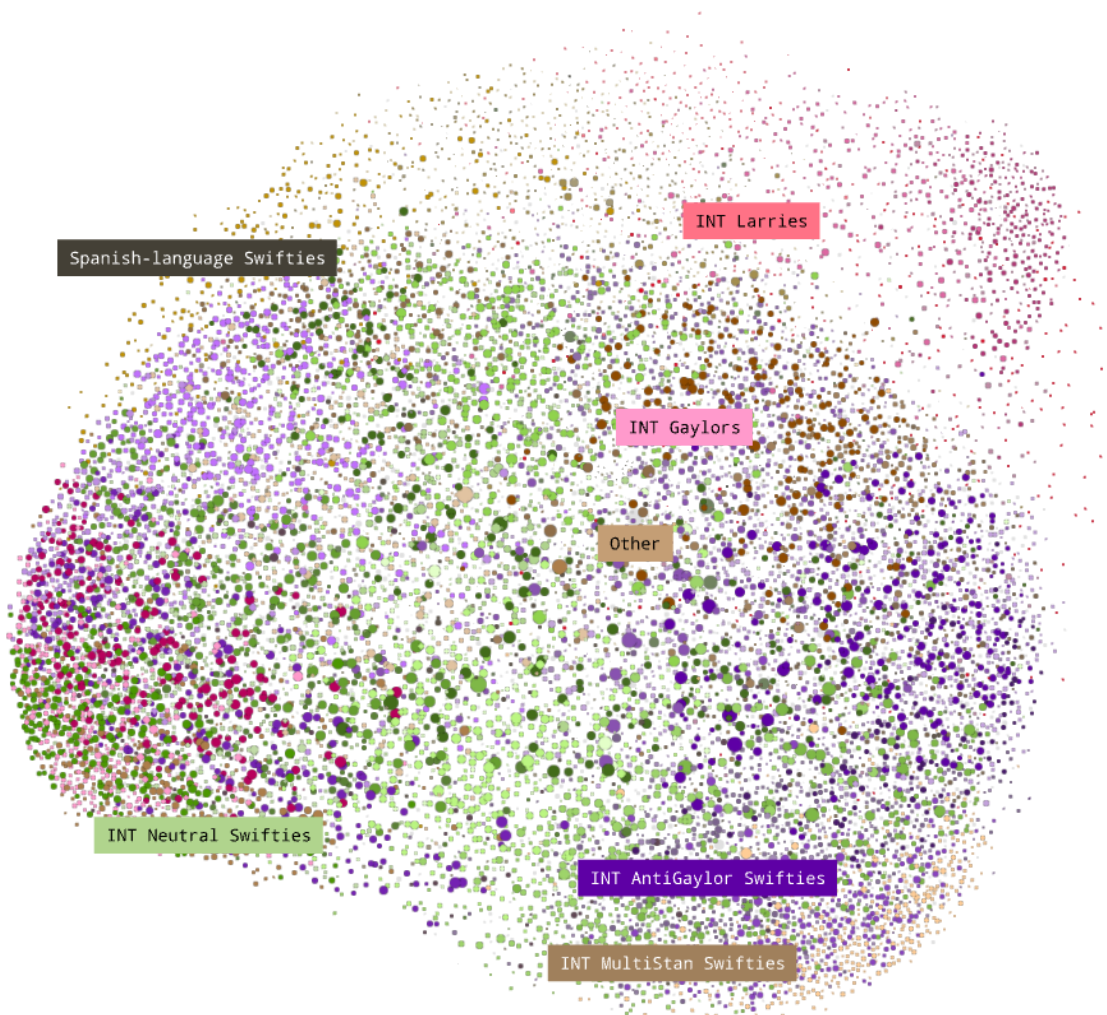 INT Larries
Spanish-language Swifties
INT Gaylors
Other
INT Neutral Swifties
INT AntiGaylor Swifties
INT MultiStan Swifties